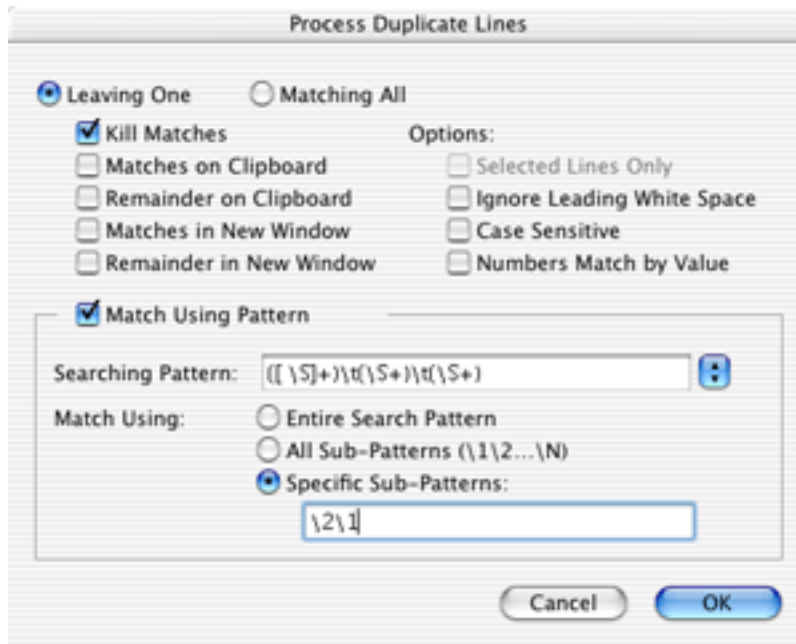 Process Duplicate Lines
Leaving One Matching All
Kill Matches Options:
Matches on Clipboard Selected Lines Only
Remainder on Clipboard Ignore Leading White Space
Matches in New Window Case Sensitive
Remainder in New Window Numbers Match by Value
Match Using Pattern
Searching Pattern: ([ \S]+)\t(\S+)\t(\S+)
Match Using: Entire Search Pattern
All Sub-Patterns (\1\2...\N)
Specific Sub-Patterns:
\2\1
Cancel OK